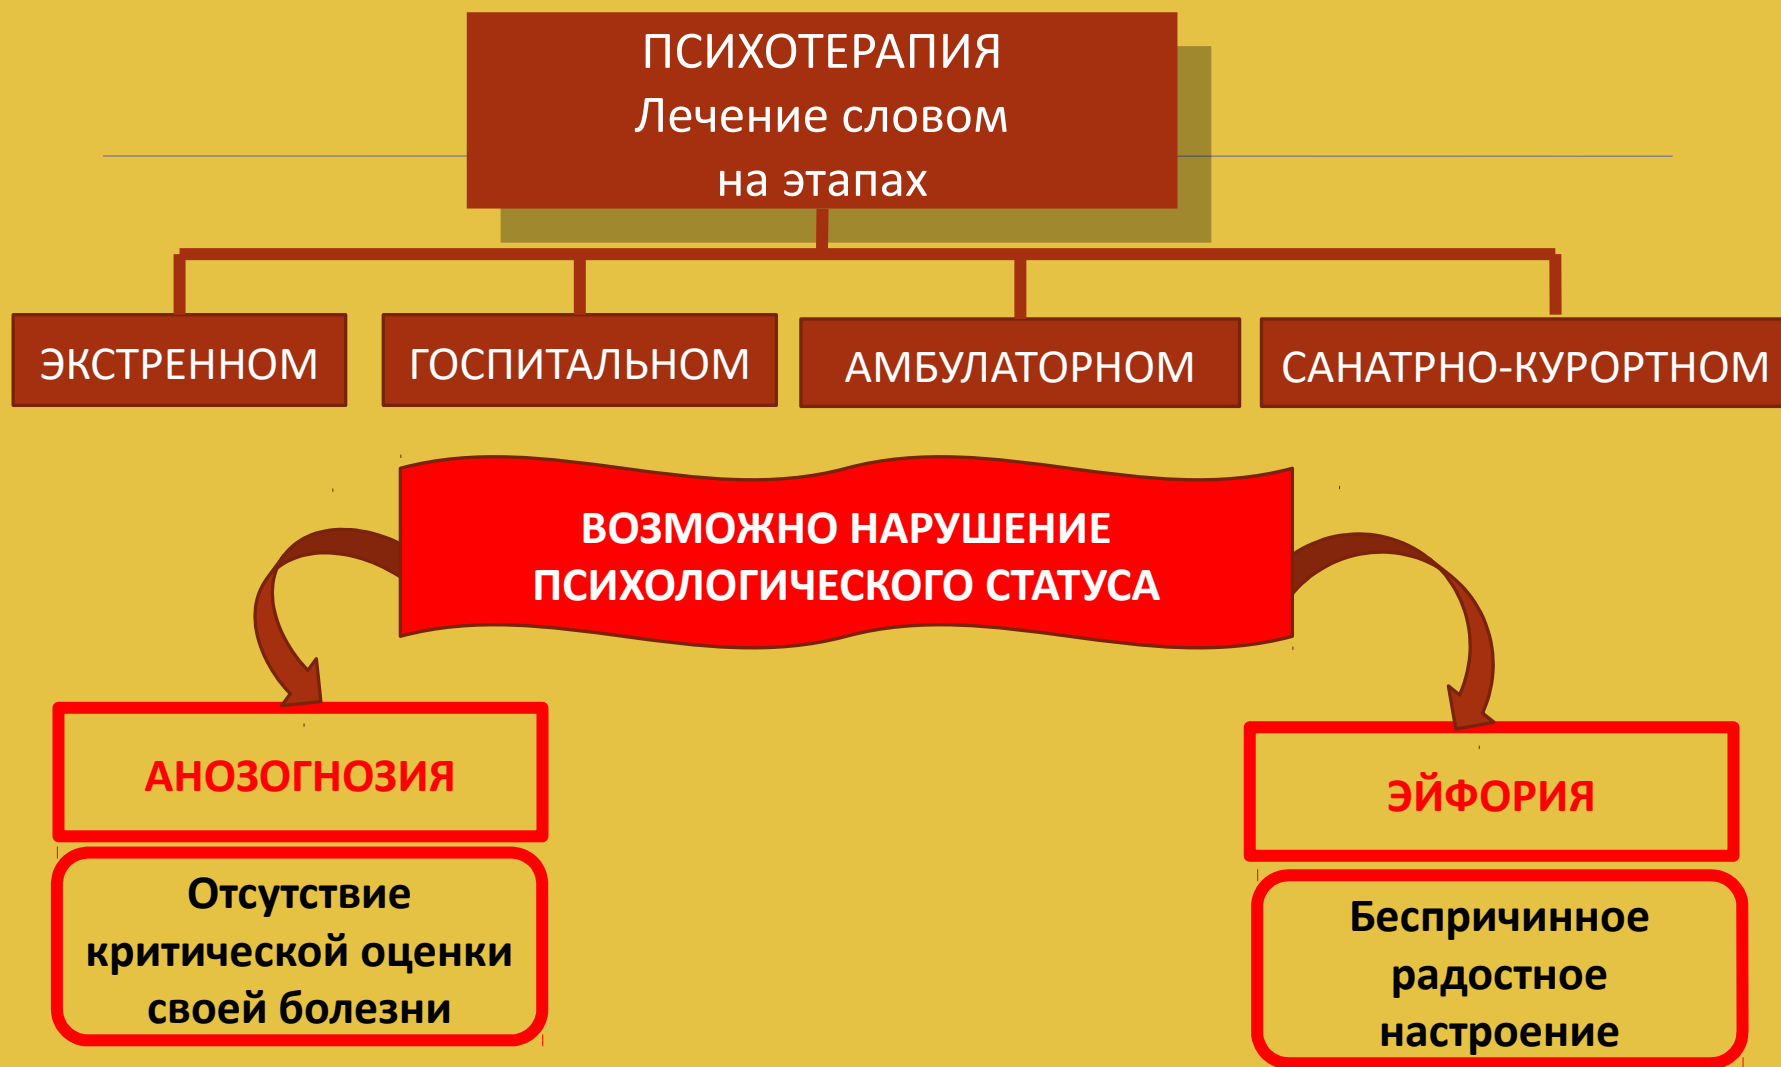 ПСИХОТЕРАПИЯ
Лечение словом
на этапах
ЭКСТРЕННОМ
ГОСПИТАЛЬНОМ
АМБУЛАТОРНОМ
САНАТРНО-КУРОРТНОМ
ВОЗМОЖНО НАРУШЕНИЕ
ПСИХОЛОГИЧЕСКОГО СТАТУСА
АНОЗОГНОЗИЯ
Отсутствие
критической оценки
своей болезни
ЭЙФОРИЯ
Беспричинное
радостное
настроение